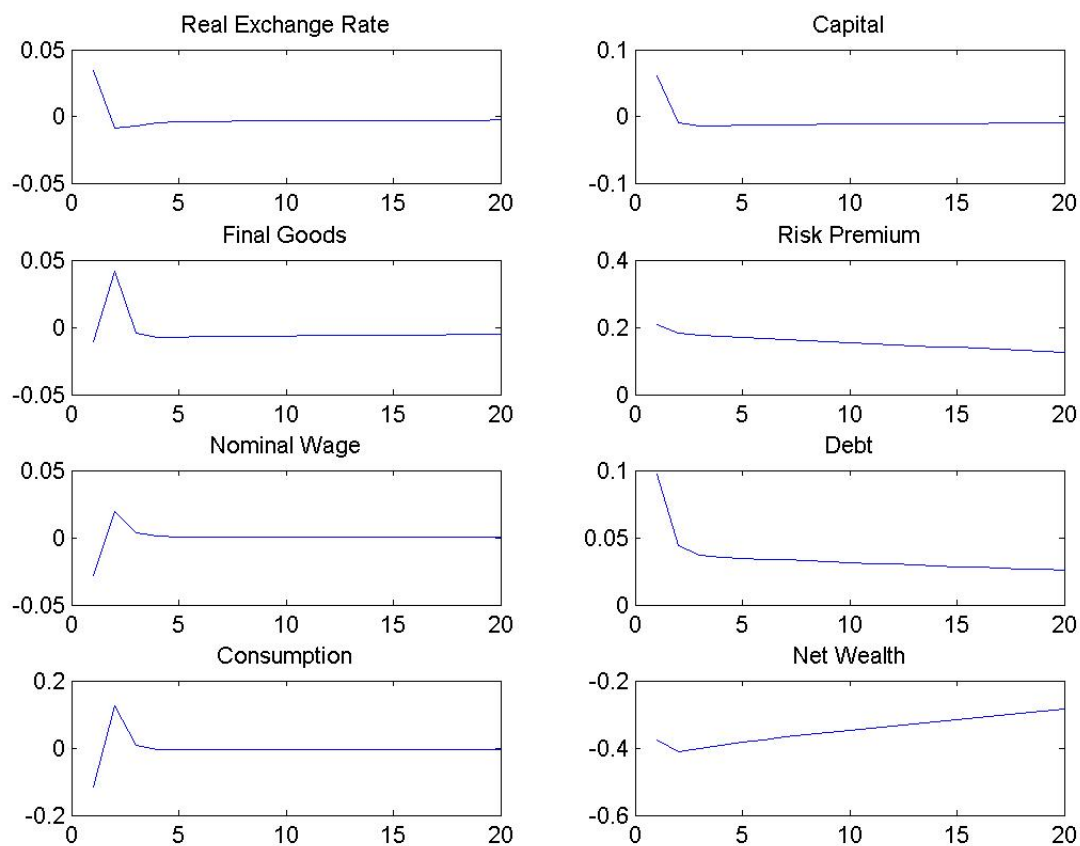 Real Exchange Rate
0.05
0
-0.05
0 5 10 15 20
Capital
0.1
0
-0.1
0 5 10 15 20
Final Goods
0.05
0
-0.05
0 5 10 15 20
Risk Premium
0.4
0.2
0
0 5 10 15 20
Nominal Wage
0.05
0
-0.05
0 5 10 15 20
Debt
0.1
0.05
0
0 5 10 15 20
Consumption
0.2
0
-0.2
0 5 10 15 20
Net Wealth
-0.2
-0.4
-0.6
0 5 10 15 20